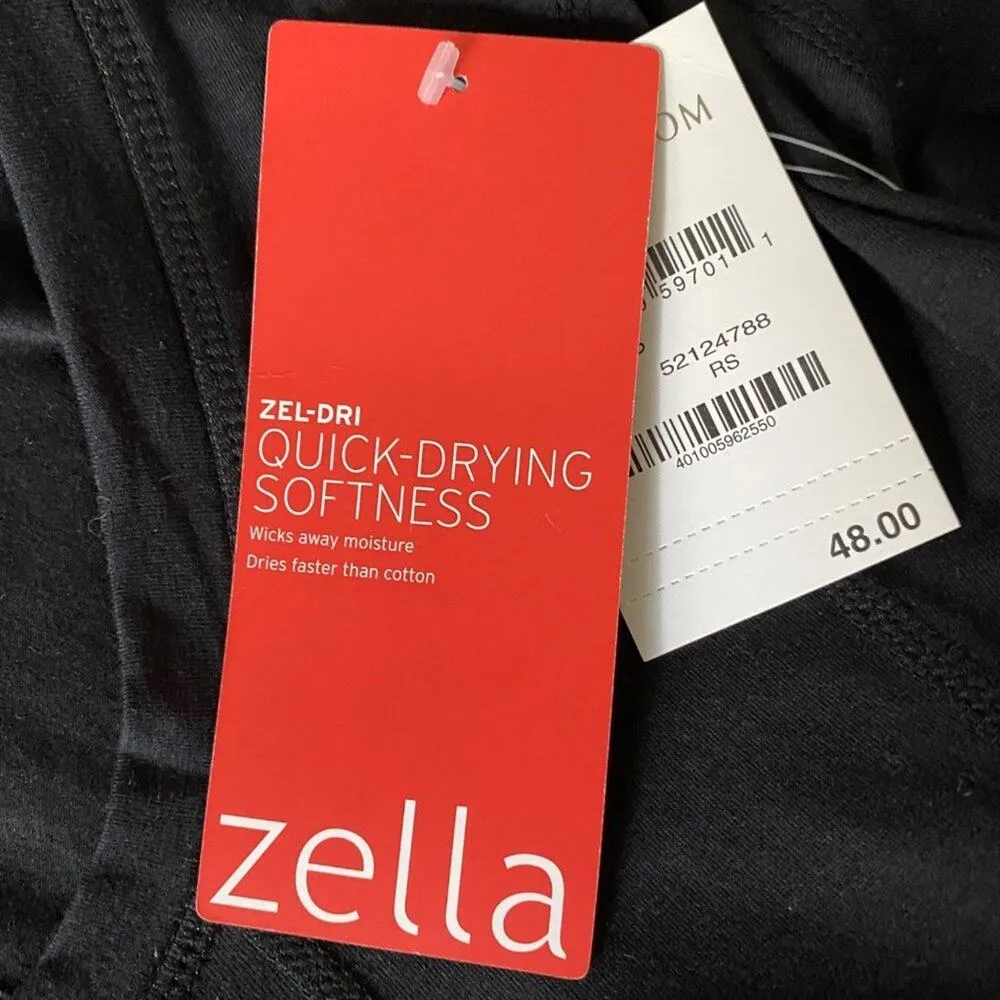 ZEL-DRI
QUICK-DRYING
SOFTNESS
Wicks away moisture
Dries faster than cotton
zella
OM
59701 1
52124788
RS
401005962550
48.00